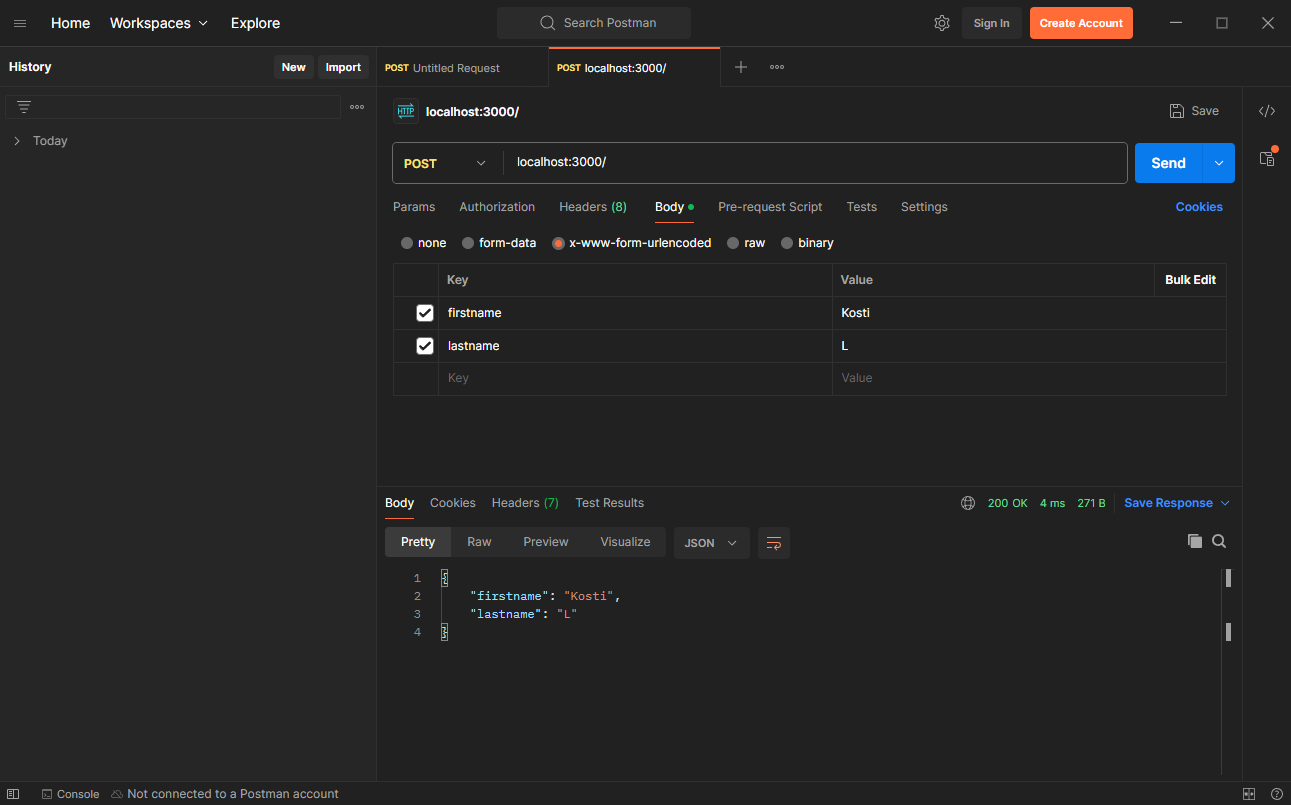 Home Workspaces Explore Search Postman Sign In Create Account
History New Import POST Untitled Request POST localhost:3000/
HTTP localhost:3000/ Save
Today
POST localhost:3000/ Send
Params Authorization Headers (8) Body Pre-request Script Tests Settings Cookies
none form-data x-www-form-urlencoded raw binary
Key Value Bulk Edit
firstname Kosti
lastname L
Key Value
Body Cookies Headers (7) Test Results 200 OK 4 ms 271 B Save Response
Pretty Raw Preview Visualize JSON
1 {
2 "firstname": "Kosti",
3 "lastname": "L"
4 }
Console Not connected to a Postman account